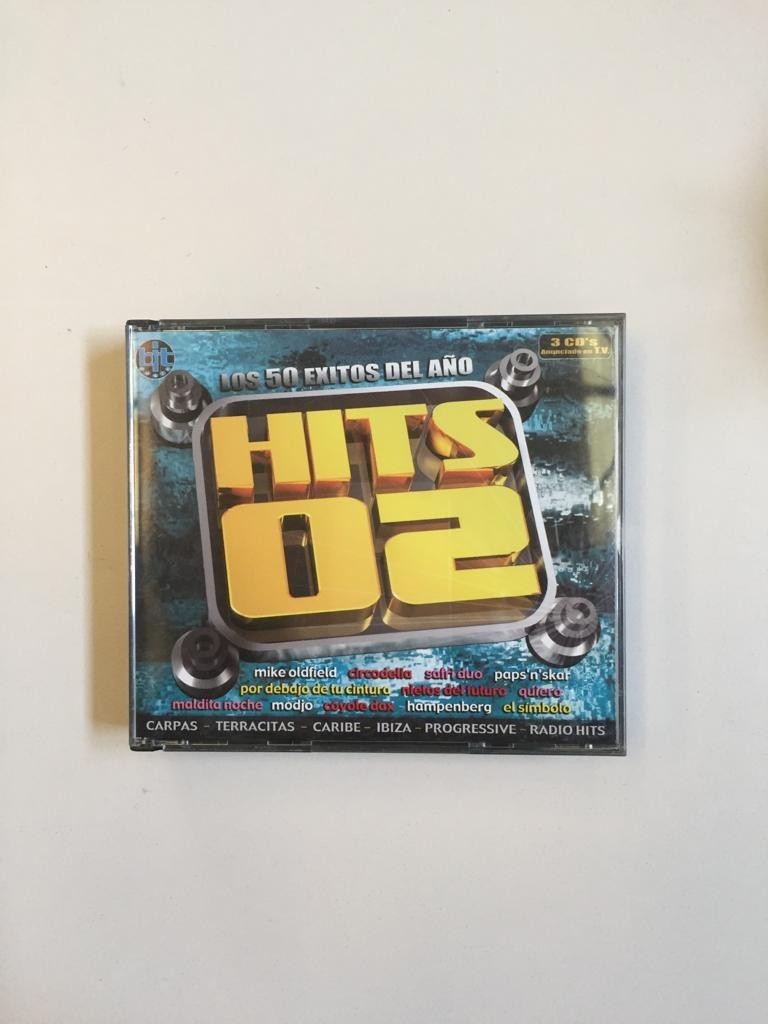 bit
3 CD's
Anunciado en T.V.
LOS 50 EXITOS DEL AÑO
HITS
02
mike oldfield circodelia safri duo paps'n'skar
por debajo de tu cintura nietos del futuro quiero
maldita noche modjo coyote dax hampenberg el símbolo
CARPAS - TERRACITAS - CARIBE - IBIZA - PROGRESSIVE - RADIO HITS